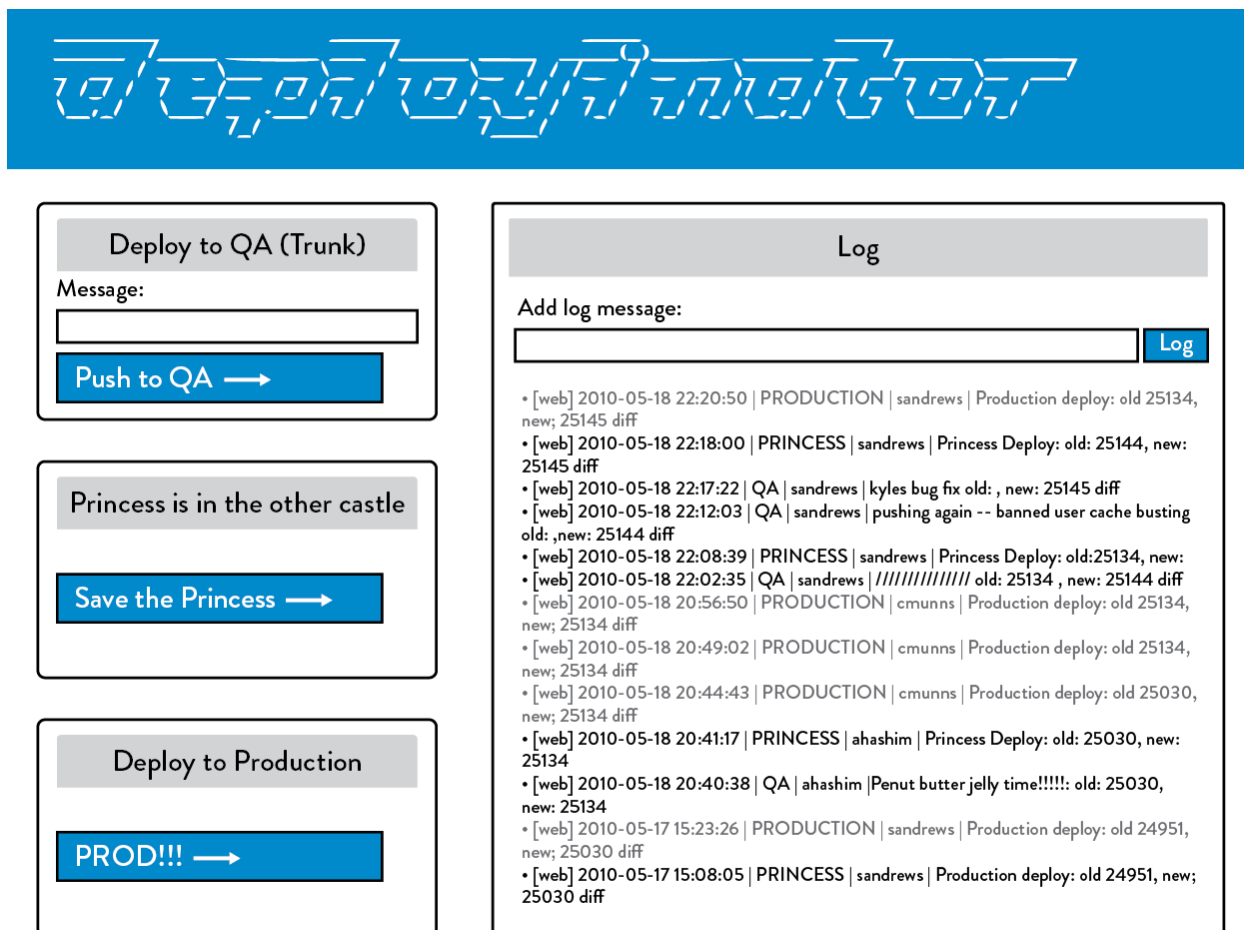 deployinator
Deploy to QA (Trunk)
Message:
Push to QA ⟶
Princess is in the other castle
Save the Princess ⟶
Deploy to Production
PROD!!! ⟶
Log
Add log message:
Log
• [web] 2010-05-18 22:20:50 | PRODUCTION | sandrews | Production deploy: old 25134,
new; 25145 diff
• [web] 2010-05-18 22:18:00 | PRINCESS | sandrews | Princess Deploy: old: 25144, new:
25145 diff
• [web] 2010-05-18 22:17:22 | QA | sandrews | kyles bug fix old: , new: 25145 diff
• [web] 2010-05-18 22:12:03 | QA | sandrews | pushing again -- banned user cache busting
old: ,new: 25144 diff
• [web] 2010-05-18 22:08:39 | PRINCESS | sandrews | Princess Deploy: old:25134, new:
• [web] 2010-05-18 22:02:35 | QA | sandrews | /////////////// old: 25134 , new: 25144 diff
• [web] 2010-05-18 20:56:50 | PRODUCTION | cmunns | Production deploy: old 25134,
new; 25134 diff
• [web] 2010-05-18 20:49:02 | PRODUCTION | cmunns | Production deploy: old 25134,
new; 25134 diff
• [web] 2010-05-18 20:44:43 | PRODUCTION | cmunns | Production deploy: old 25030,
new; 25134 diff
• [web] 2010-05-18 20:41:17 | PRINCESS | ahashim | Princess Deploy: old: 25030, new:
25134
• [web] 2010-05-18 20:40:38 | QA | ahashim |Penut butter jelly time!!!!!: old: 25030,
new: 25134
• [web] 2010-05-17 15:23:26 | PRODUCTION | sandrews | Production deploy: old 24951,
new; 25030 diff
• [web] 2010-05-17 15:08:05 | PRINCESS | sandrews | Production deploy: old 24951, new;
25030 diff